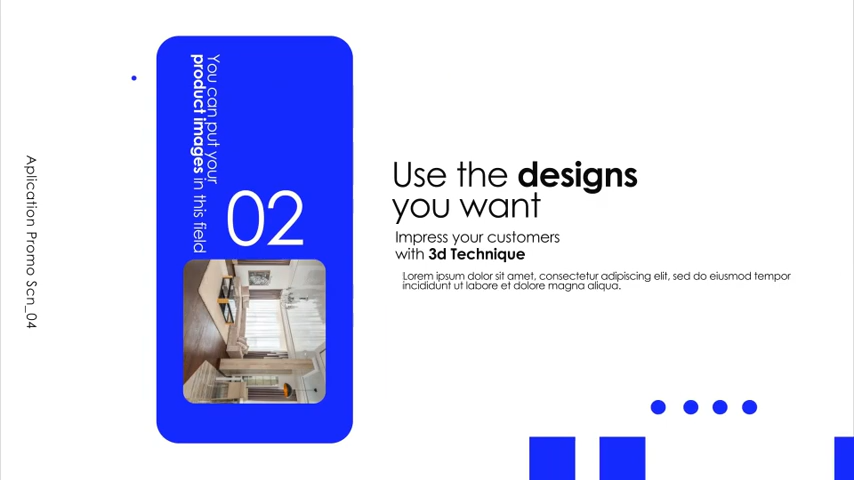 Aplication Promo Scn_04
You can put your
product images in this field
02
Use the designs
you want
Impress your customers
with 3d Technique
Lorem ipsum dolor sit amet, consectetur adipiscing elit, sed do eiusmod tempor
incididunt ut labore et dolore magna aliqua.